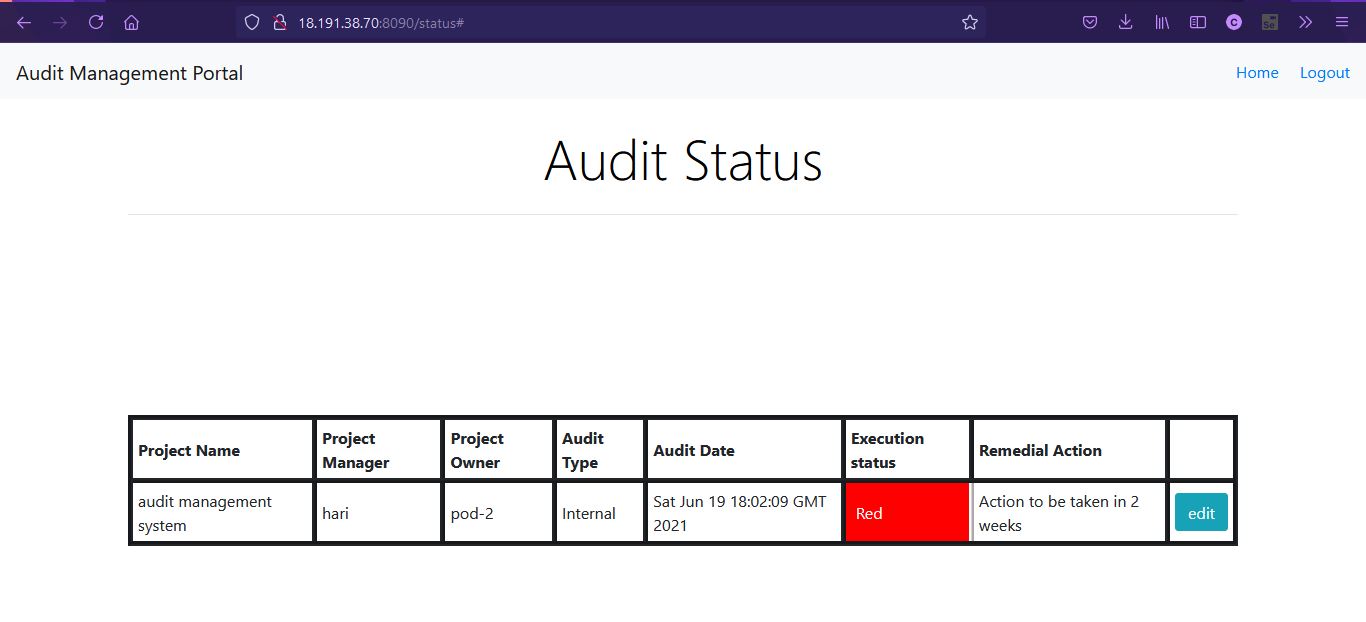 18.191.38.70:8090/status#
Audit Management Portal
Home
Logout
Audit Status
Project Name
Project
Manager
Project
Owner
Audit
Type
Audit Date
Execution
status
Remedial Action
audit management
system
hari
pod-2
Internal
Sat Jun 19 18:02:09 GMT
2021
Red
Action to be taken in 2
weeks
edit
C
Se